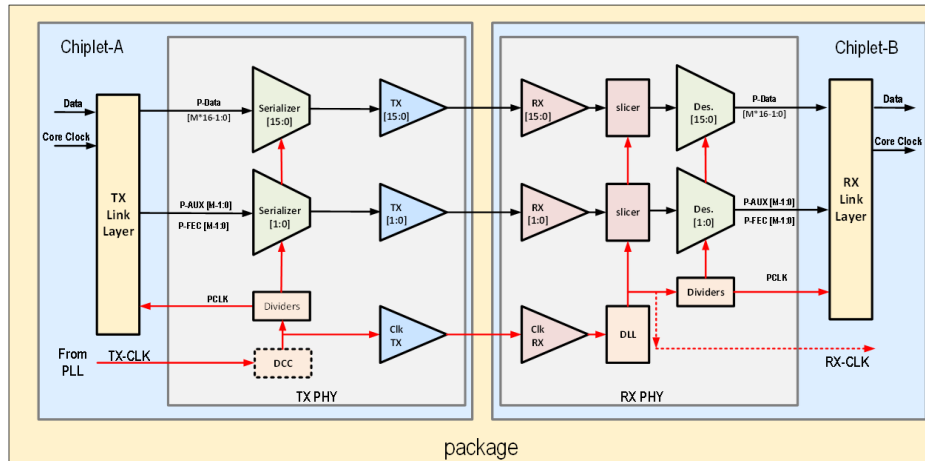 Chiplet-A
Chiplet-B
Data
Core Clock
TX
Link
Layer
P-Data
[M*16-1:0]
Serializer
[15:0]
TX
[15:0]
RX
[15:0]
slicer
Des.
[15:0]
P-Data
[M*16-1:0]
Data
Core Clock
RX
Link
Layer
P-AUX [M-1:0]
P-FEC [M-1:0]
Serializer
[1:0]
TX
[1:0]
RX
[1:0]
slicer
Des.
[1:0]
P-AUX [M-1:0]
P-FEC [M-1:0]
PCLK
Dividers
Dividers
PCLK
From
PLL
TX-CLK
DCC
Clk
TX
Clk
RX
DLL
RX-CLK
TX PHY
RX PHY
package